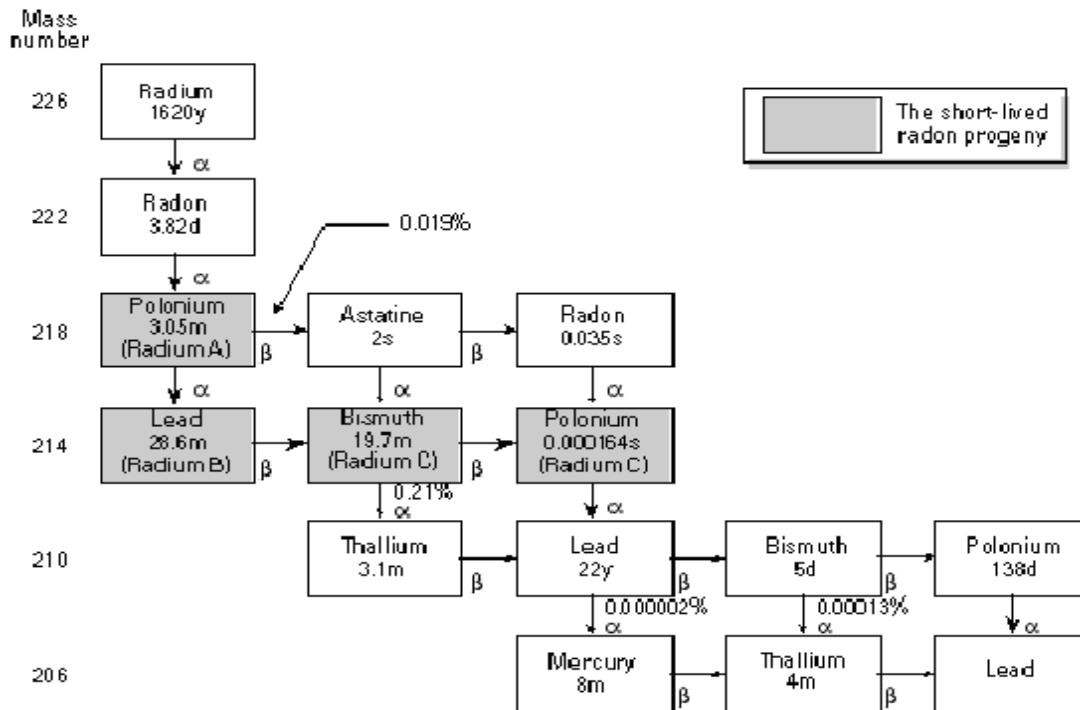 Mass
number
226
Radium
1620y
The short-lived
radon progeny
α
222
Radon
3.82d
0.019%
α
218
Polonium
3.05m
(Radium A)
β
Astatine
2s
β
Radon
0.035s
α
α
α
214
Lead
28.6m
(Radium B)
β
Bismuth
19.7m
(Radium C)
β
Polonium
0.000164s
(Radium C)
0.21%
α
α
210
Thallium
3.1m
β
Lead
22y
β
Bismuth
5d
β
Polonium
138d
0.000002%
0.00013%
α
α
α
206
Mercury
8m
β
Thallium
4m
β
Lead